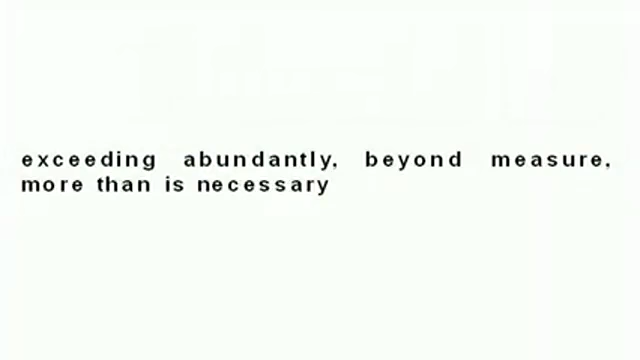 exceeding abundantly, beyond measure,
more than is necessary